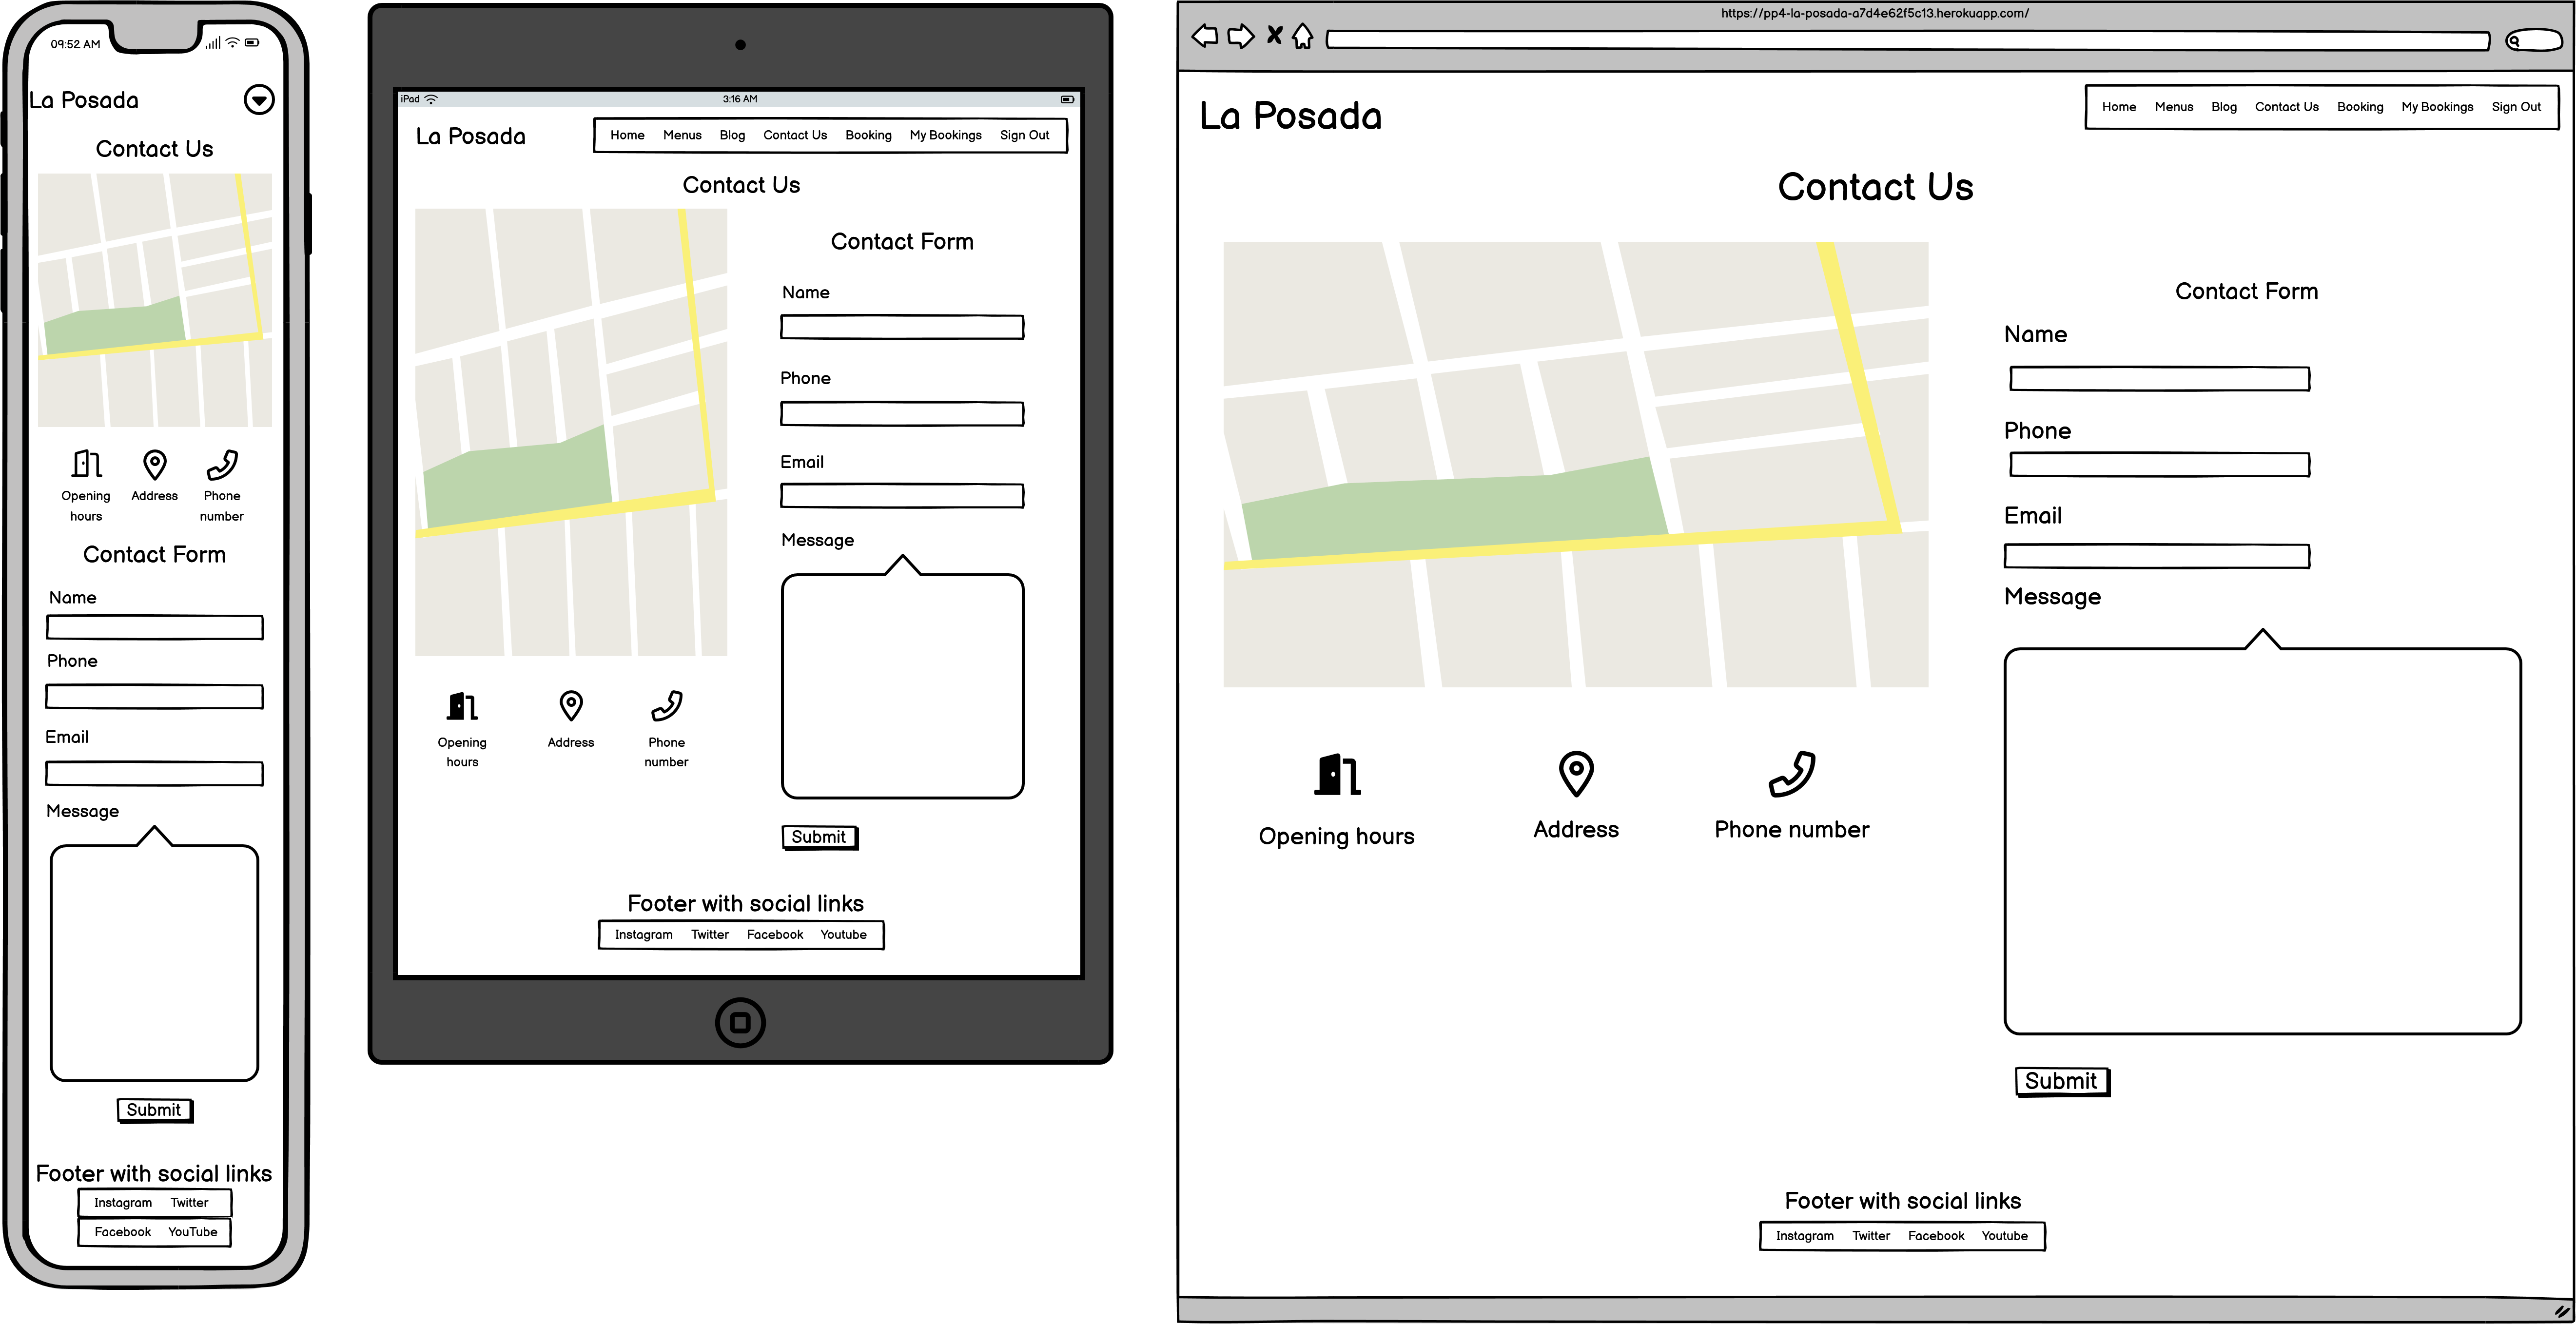 09:52 AM
La Posada
Contact Us
Opening hours
Address
Phone number
Contact Form
Name
Phone
Email
Message
Submit
Footer with social links
Instagram Twitter
Facebook YouTube
iPad 3:16 AM
La Posada
Home Menus Blog Contact Us Booking My Bookings Sign Out
Contact Us
Contact Form
Name
Phone
Email
Message
Opening hours
Address
Phone number
Submit
Footer with social links
Instagram Twitter Facebook Youtube
https://pp4-la-posada-a7d4e62f5c13.herokuapp.com/
La Posada
Home Menus Blog Contact Us Booking My Bookings Sign Out
Contact Us
Contact Form
Name
Phone
Email
Message
Opening hours
Address
Phone number
Submit
Footer with social links
Instagram Twitter Facebook Youtube